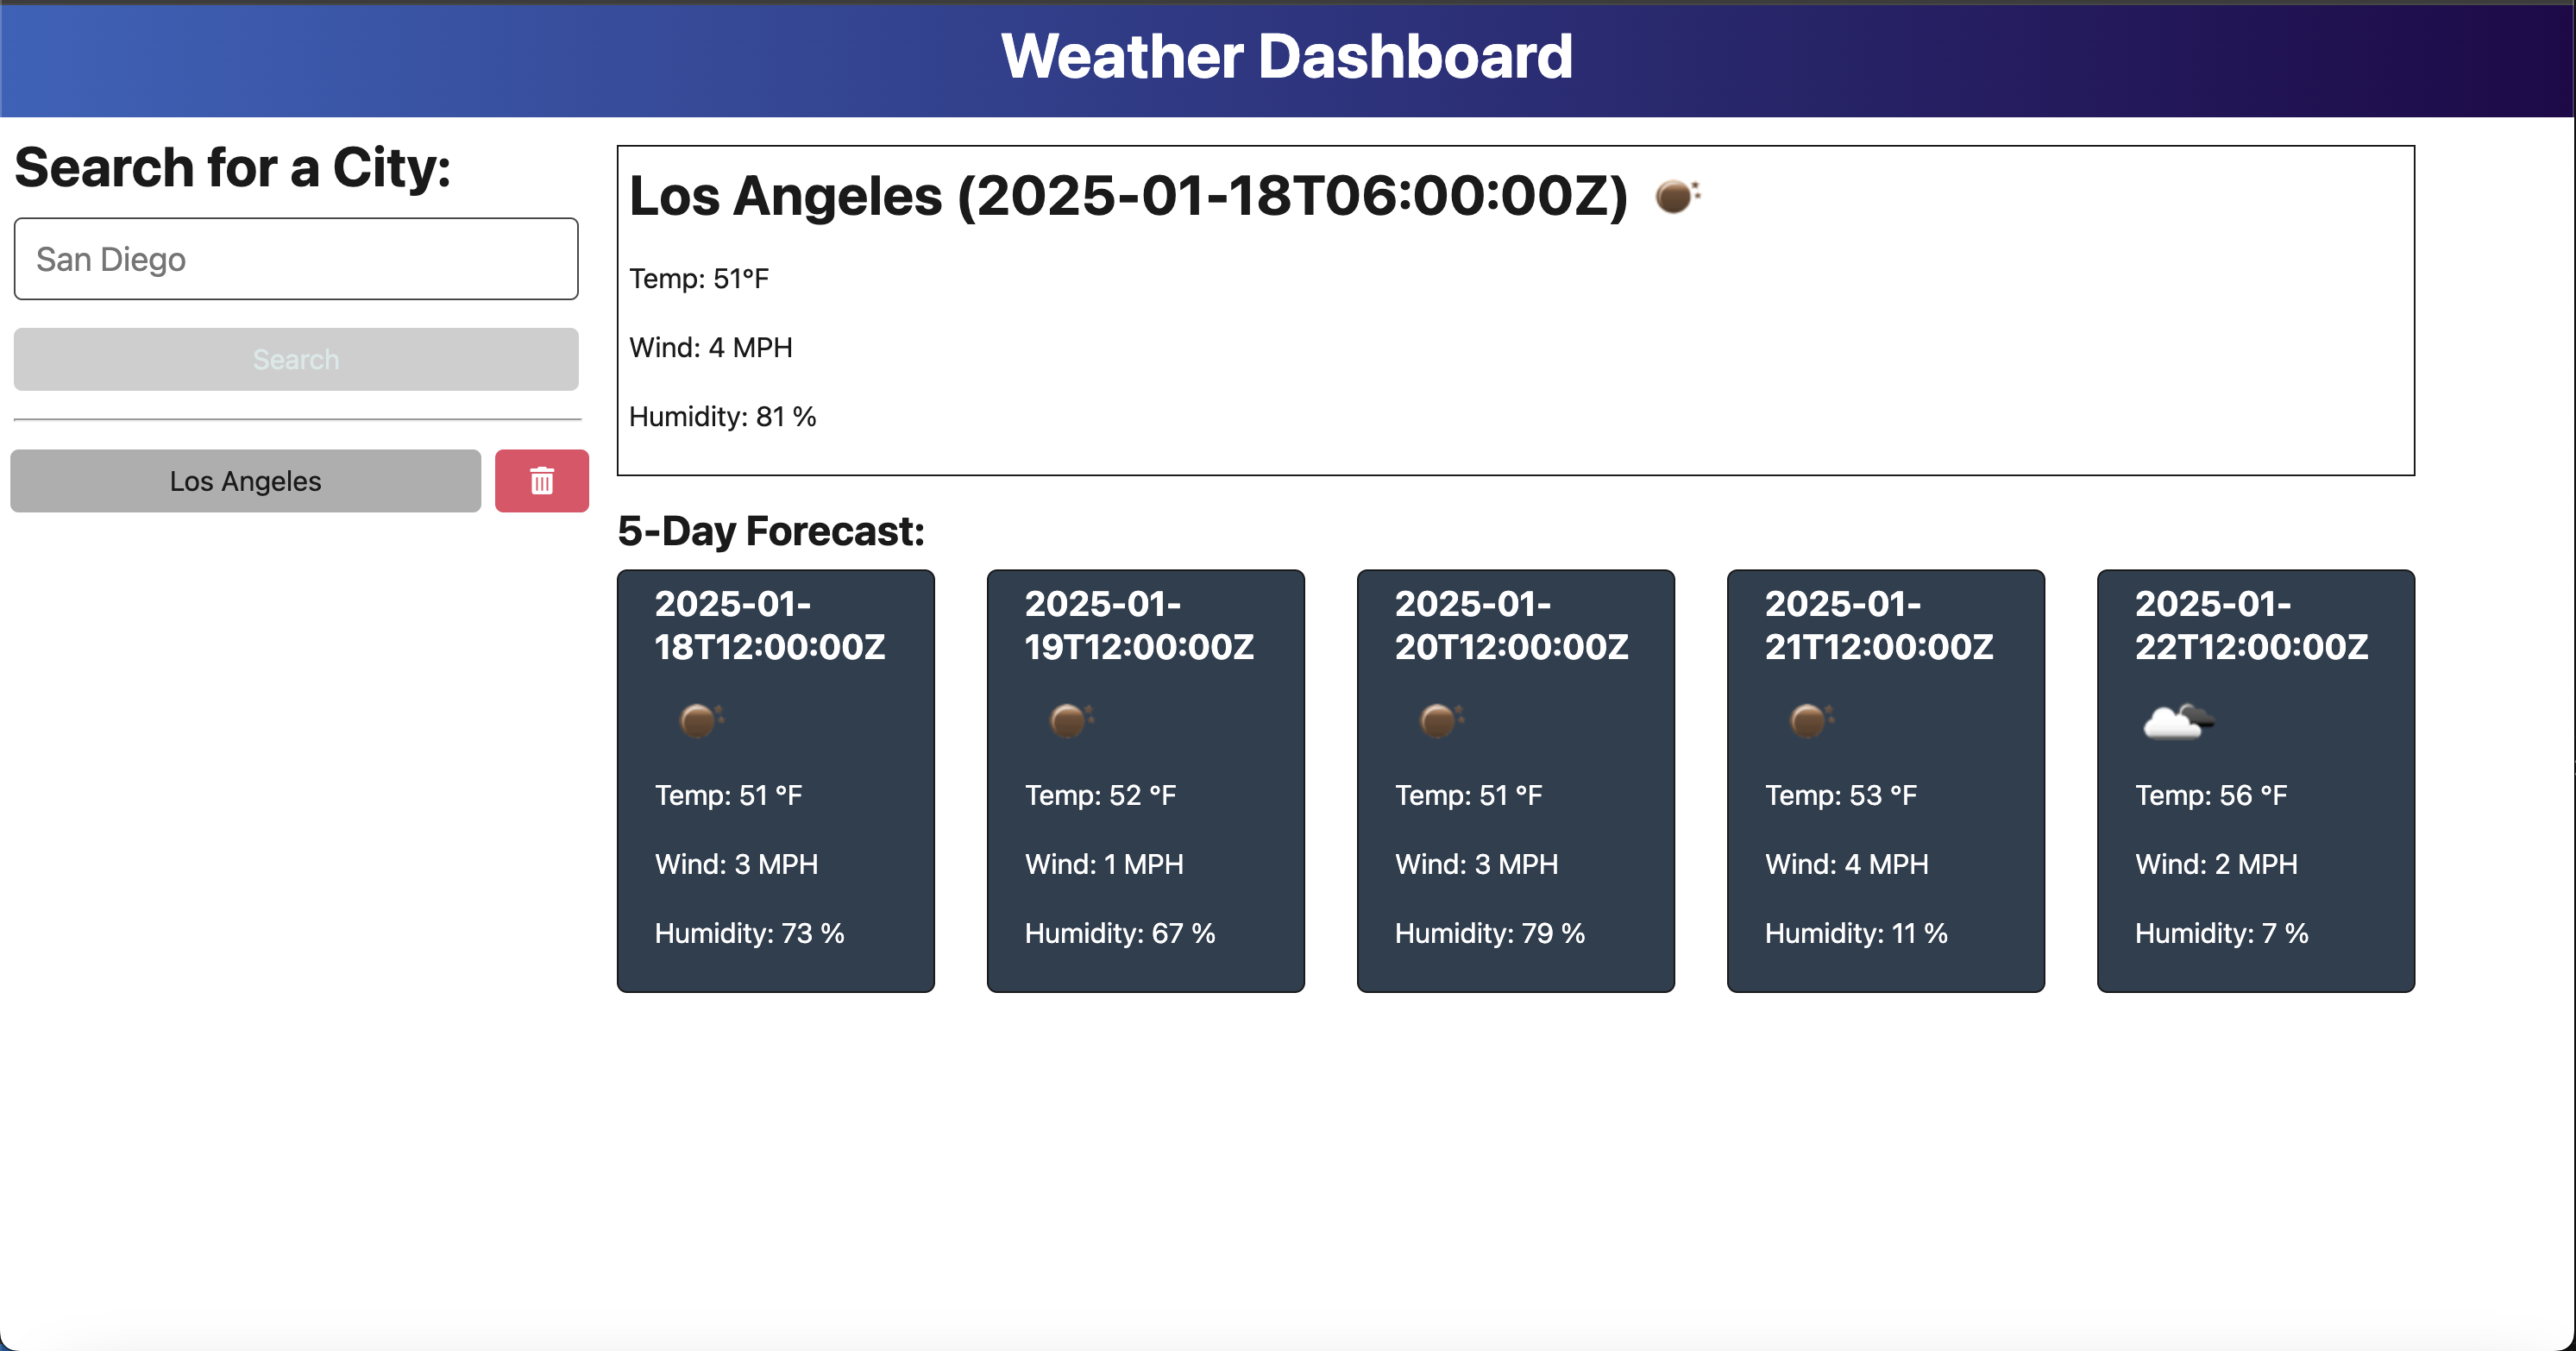 Weather Dashboard
Search for a City:
San Diego
Search
Los Angeles
Los Angeles (2025-01-18T06:00:00Z)
Temp: 51°F
Wind: 4 MPH
Humidity: 81 %
5-Day Forecast:
2025-01-
18T12:00:00Z
Temp: 51 °F
Wind: 3 MPH
Humidity: 73 %
2025-01-
19T12:00:00Z
Temp: 52 °F
Wind: 1 MPH
Humidity: 67 %
2025-01-
20T12:00:00Z
Temp: 51 °F
Wind: 3 MPH
Humidity: 79 %
2025-01-
21T12:00:00Z
Temp: 53 °F
Wind: 4 MPH
Humidity: 11 %
2025-01-
22T12:00:00Z
Temp: 56 °F
Wind: 2 MPH
Humidity: 7 %